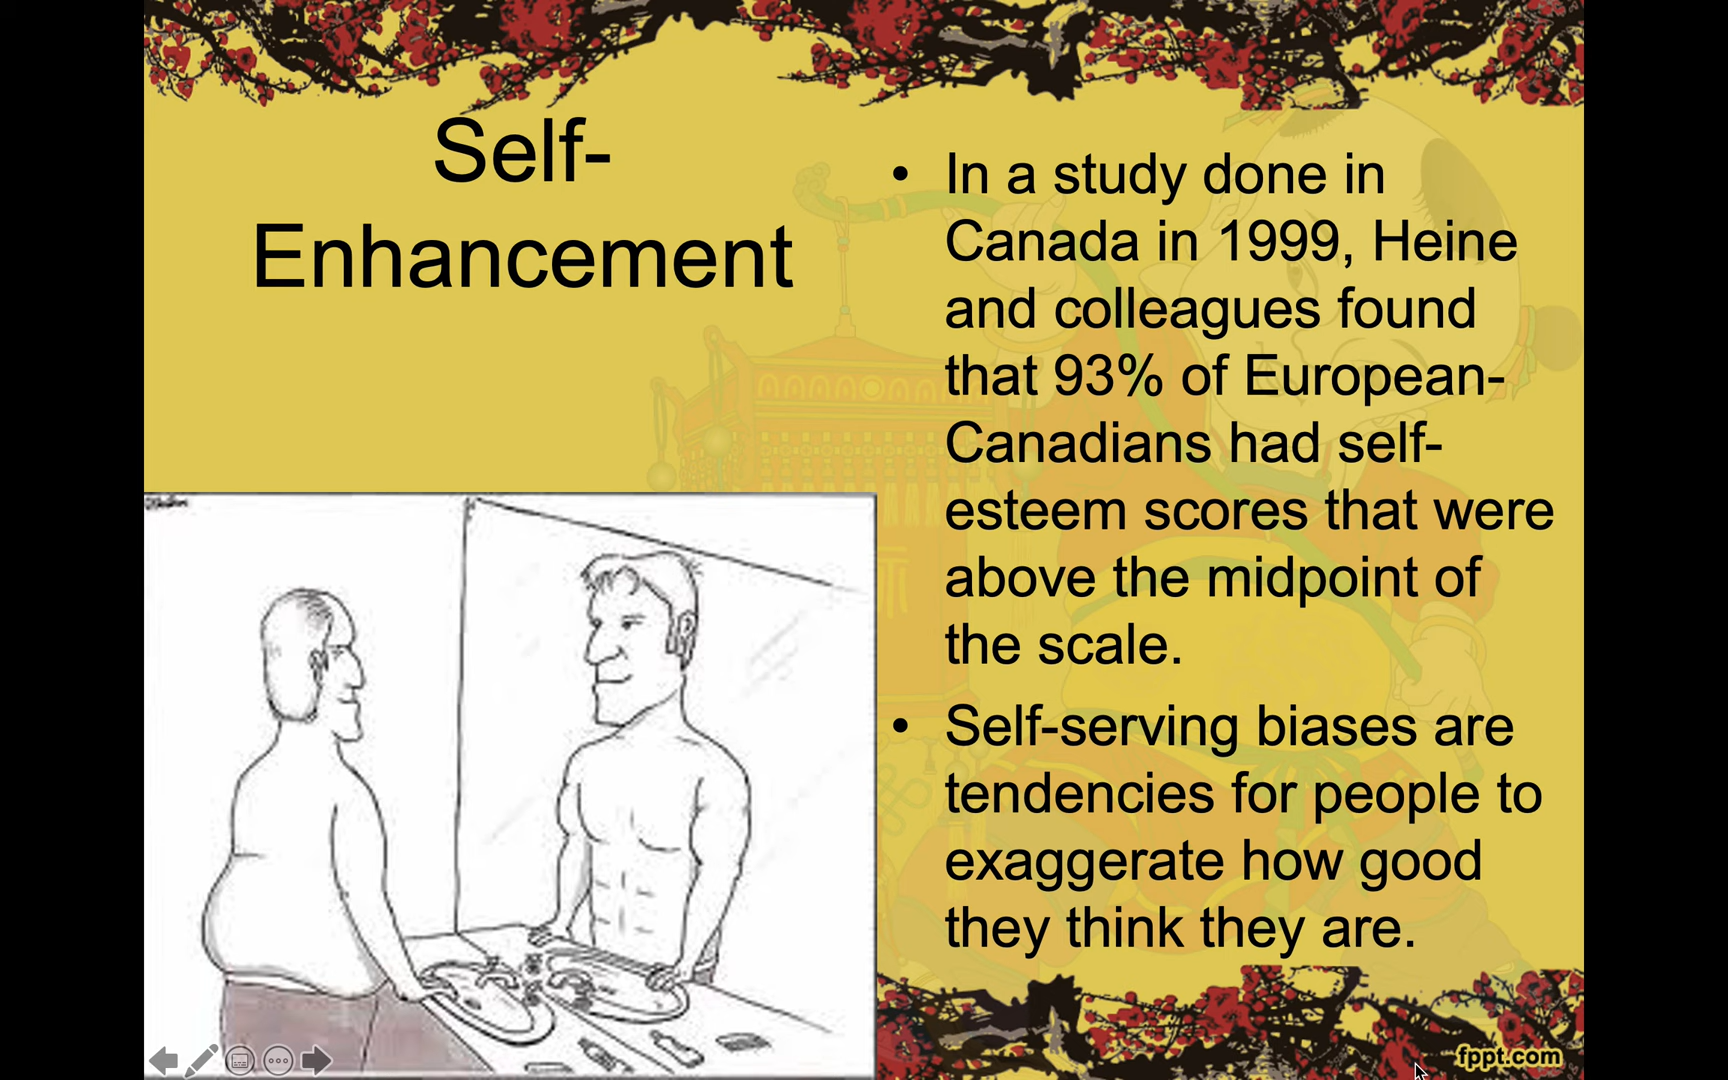 Self-
Enhancement
• In a study done in
Canada in 1999, Heine
and colleagues found
that 93% of European-
Canadians had self-
esteem scores that were
above the midpoint of
the scale.
• Self-serving biases are
tendencies for people to
exaggerate how good
they think they are.
fppt.com